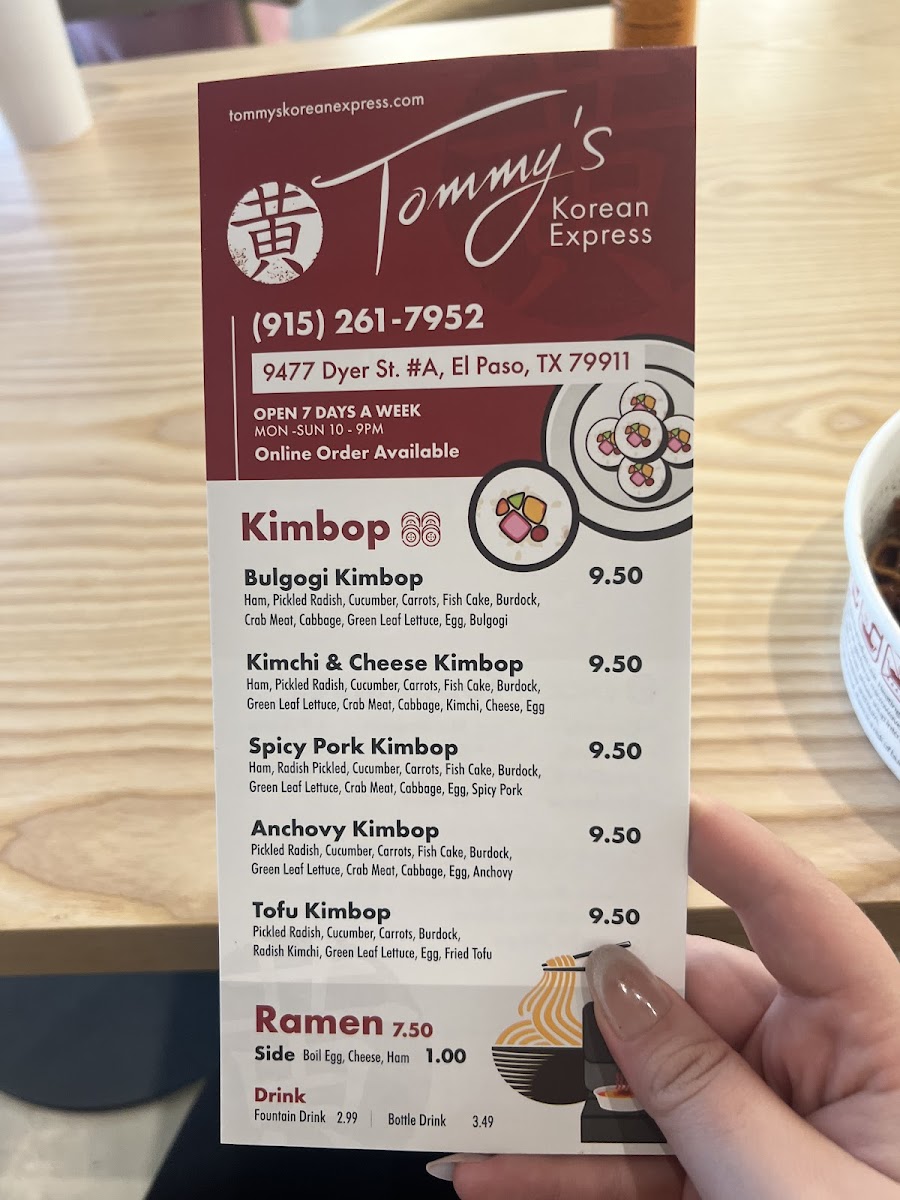 tommyskoreanexpress.com
黄
Tommy's
Korean
Express
(915) 261-7952
9477 Dyer St. #A, El Paso, TX 79911
OPEN 7 DAYS A WEEK
MON -SUN 10 - 9PM
Online Order Available
Kimbop
Bulgogi Kimbop 9.50
Ham, Pickled Radish, Cucumber, Carrots, Fish Cake, Burdock,
Crab Meat, Cabbage, Green Leaf Lettuce, Egg, Bulgogi
Kimchi & Cheese Kimbop 9.50
Ham, Pickled Radish, Cucumber, Carrots, Fish Cake, Burdock,
Green Leaf Lettuce, Crab Meat, Cabbage, Kimchi, Cheese, Egg
Spicy Pork Kimbop 9.50
Ham, Radish Pickled, Cucumber, Carrots, Fish Cake, Burdock,
Green Leaf Lettuce, Crab Meat, Cabbage, Egg, Spicy Pork
Anchovy Kimbop 9.50
Pickled Radish, Cucumber, Carrots, Fish Cake, Burdock,
Green Leaf Lettuce, Crab Meat, Cabbage, Egg, Anchovy
Tofu Kimbop 9.50
Pickled Radish, Cucumber, Carrots, Burdock,
Radish Kimchi, Green Leaf Lettuce, Egg, Fried Tofu
Ramen 7.50
Side Boil Egg, Cheese, Ham 1.00
Drink
Fountain Drink 2.99 | Bottle Drink 3.49